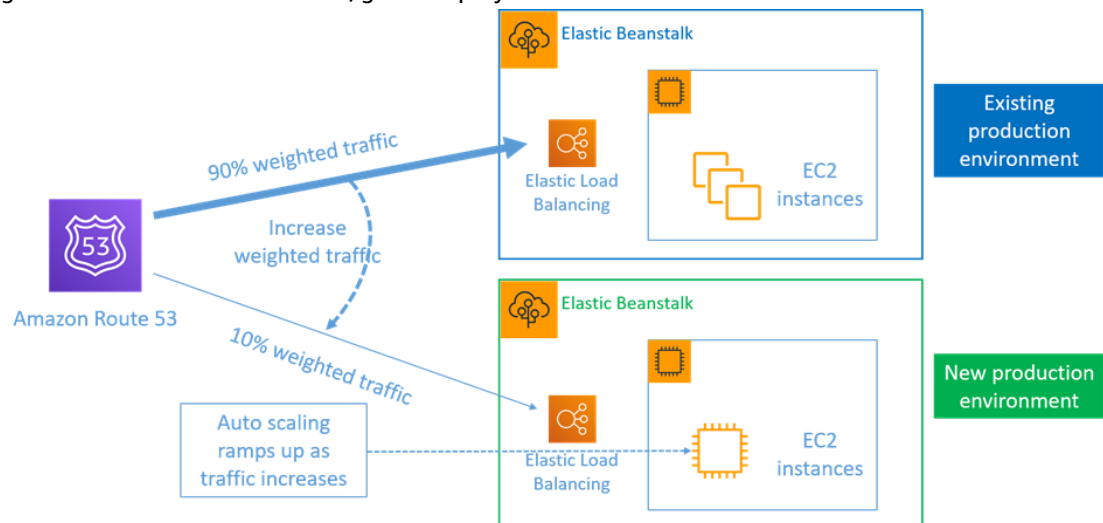 Elastic Beanstalk
90% weighted traffic
Elastic Load
Balancing
EC2
instances
Existing
production
environment
Increase
weighted traffic
53
Amazon Route 53
10% weighted traffic
Elastic Beanstalk
Auto scaling
ramps up as
traffic increases
Elastic Load
Balancing
EC2
instances
New production
environment